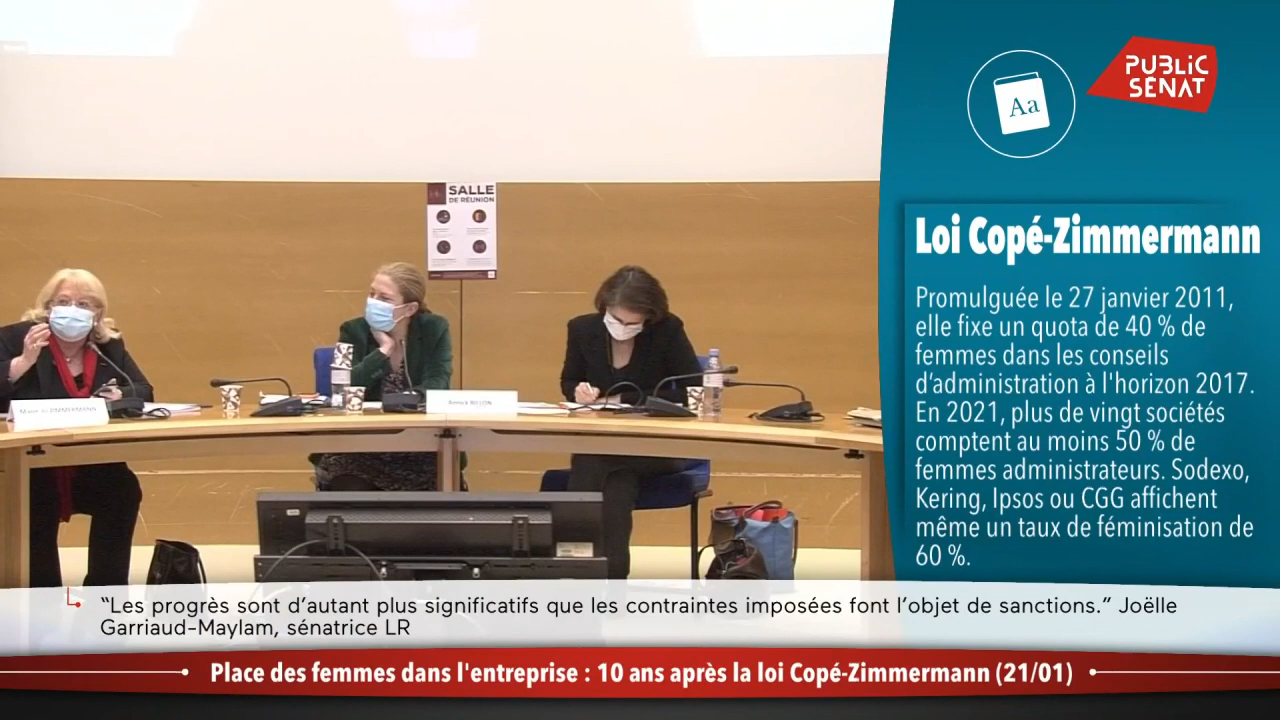 PUBLIC
SÉNAT
Aa
SALLE
DE RÉUNION
Loi Copé-Zimmermann
Promulguée le 27 janvier 2011,
elle fixe un quota de 40 % de
femmes dans les conseils
d’administration à l'horizon 2017.
En 2021, plus de vingt sociétés
comptent au moins 50 % de
femmes administrateurs. Sodexo,
Kering, Ipsos ou CGG affichent
même un taux de féminisation de
60 %.
ZIMMERMANN
Annick BILLON
“Les progrès sont d’autant plus significatifs que les contraintes imposées font l’objet de sanctions.” Joëlle
Garriaud-Maylam, sénatrice LR
Place des femmes dans l'entreprise : 10 ans après la loi Copé-Zimmermann (21/01)